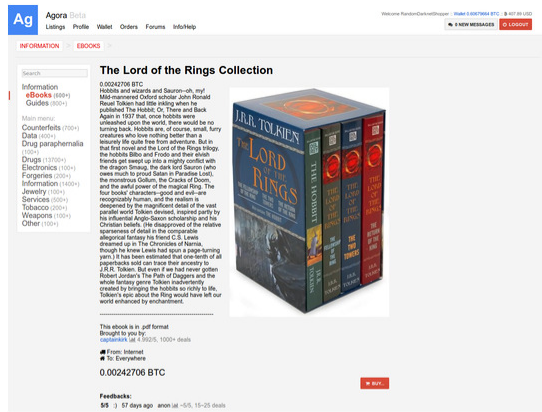 Ag
Agora Beta
Welcome RandomDarknetShopper | Wallet 0.60679664 BTC
Listings Profile Wallet Orders Forums Info/Help
0 NEW MESSAGES LOGOUT
INFORMATION EBOOKS
Search
Information
eBooks (600+)
Guides (800+)
Main menu:
Counterfeits (700+)
Data (400+)
Drug paraphernalia
(100+)
Drugs (13700+)
Electronics (100+)
Forgeries (200+)
Information (1400+)
Jewelry (100+)
Services (500+)
Tobacco (200+)
Weapons (100+)
Other (100+)
The Lord of the Rings Collection
0.00242706 BTC
Hobbits and wizards and Sauron--oh, my!
Mild-mannered Oxford scholar John Ronald
Reuel Tolkien had little inkling when he
published The Hobbit; Or, There and Back
Again in 1937 that, once hobbits were
unleashed upon the world, there would be no
turning back. Hobbits are, of course, small, furry
creatures who love nothing better than a
leisurely life quite free from adventure. But in
that first novel and the Lord of the Rings trilogy,
the hobbits Bilbo and Frodo and their elvish
friends get swept up into a mighty conflict with
the dragon Smaug, the dark lord Sauron (who
owes much to proud Satan in Paradise Lost),
the monstrous Gollum, the Cracks of Doom,
and the awful power of the magical Ring. The
four books' characters--good and evil--are
recognizably human, and the realism is
deepened by the magnificent detail of the vast
parallel world Tolkien devised, inspired partly by
his influential Anglo-Saxon scholarship and his
Christian beliefs. (He disapproved of the relative
sparseness of detail in the comparable
allegorical fantasy his friend C.S. Lewis
dreamed up in The Chronicles of Narnia,
though he knew Lewis had spun a page-turning
yarn.) It has been estimated that one-tenth of all
paperbacks sold can trace their ancestry to
J.R.R. Tolkien. But even if we had never gotten
Robert Jordan's The Path of Daggers and the
whole fantasy genre Tolkien inadvertently
created by bringing the hobbits so richly to life,
Tolkien's epic about the Ring would have left our
world enhanced by enchantment.
J.R.R. TOLKIEN
THE
LORD OF
THE
RINGS
THE HOBBIT
J.R.R. TOLKIEN
THE LORD OF THE RINGS
THE FELLOWSHIP OF THE RING
THE LORD OF THE RINGS
THE TWO TOWERS
THE LORD OF THE RINGS
THE RETURN OF THE KING
This ebook is in .pdf format
Brought to you by:
captainkirk 4.992/5, 1000+ deals
From: Internet
To: Everywhere
0.00242706 BTC
BUY..
Feedbacks:
5/5 :) 57 days ago anon ~5/5, 15~25 deals